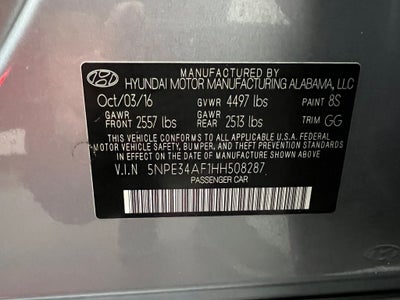 MANUFACTURED BY
HYUNDAI MOTOR MANUFACTURING ALABAMA, LLC
Oct/03/16 GVWR 4497 lbs PAINT 8S
GAWR FRONT 2557 lbs GAWR REAR 2513 lbs TRIM GG
THIS VEHICLE CONFORMS TO ALL APPLICABLE U.S.A. FEDERAL
MOTOR VEHICLE SAFETY, BUMPER, AND THEFT PREVENTION
STANDARDS IN EFFECT ON THE DATE OF MANUFACTURE SHOWN ABOVE.
V.I.N 5NPE34AF1HH508287
PASSENGER CAR